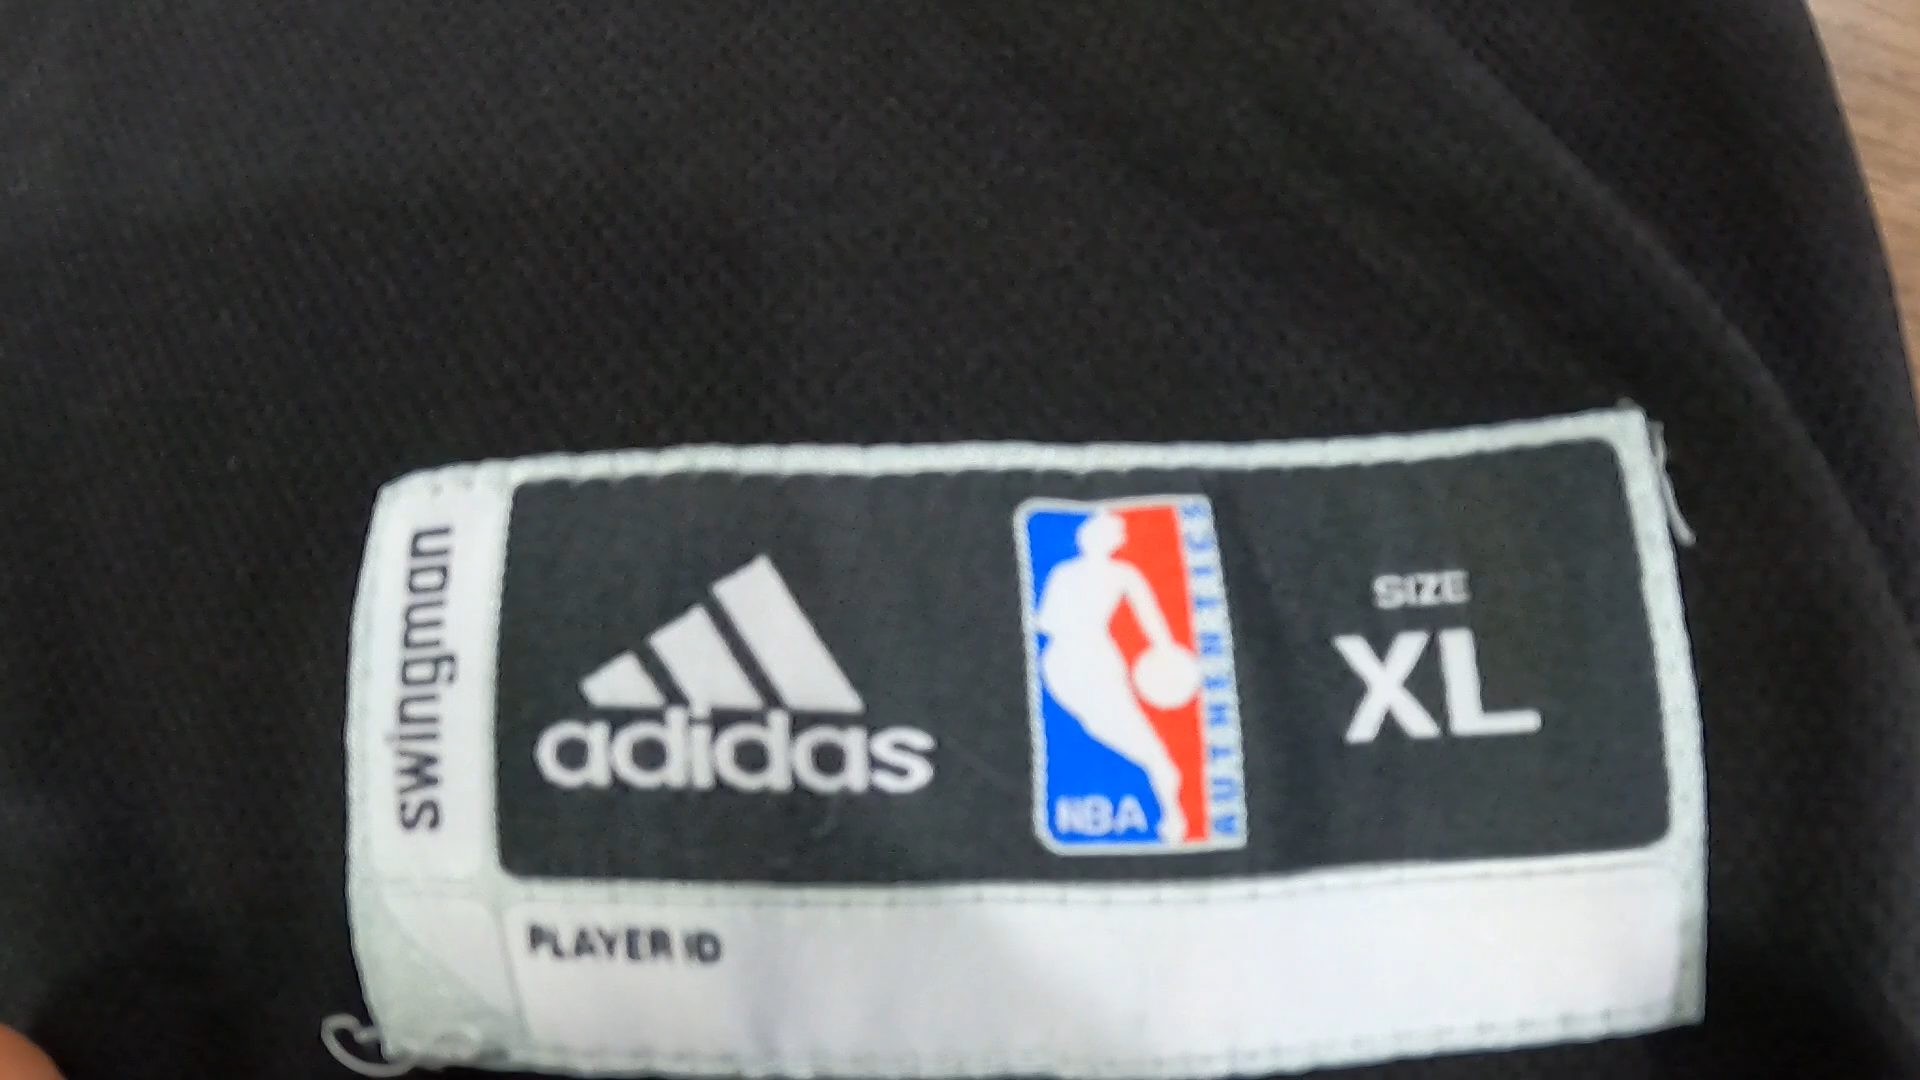 swingman
adidas
NBA
AUTHENTICS
SIZE
XL
PLAYER ID